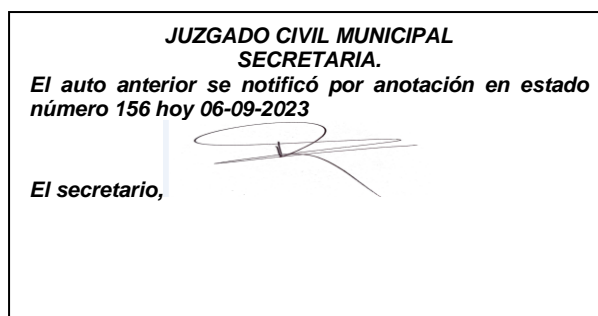 JUZGADO CIVIL MUNICIPAL
SECRETARIA.
El auto anterior se notificó por anotación en estado
número 156 hoy 06-09-2023
El secretario,